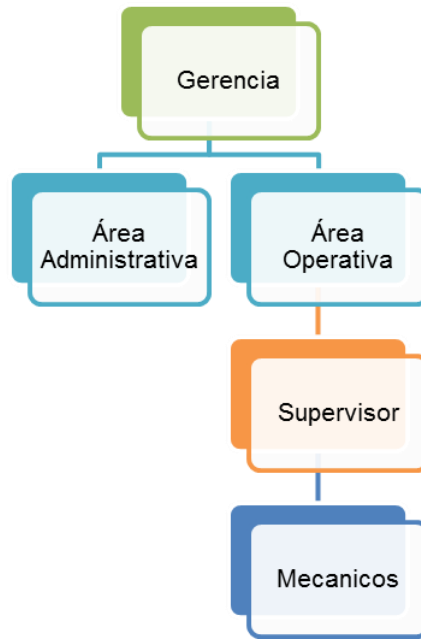 Gerencia
Área
Administrativa
Área
Operativa
Supervisor
Mecanicos